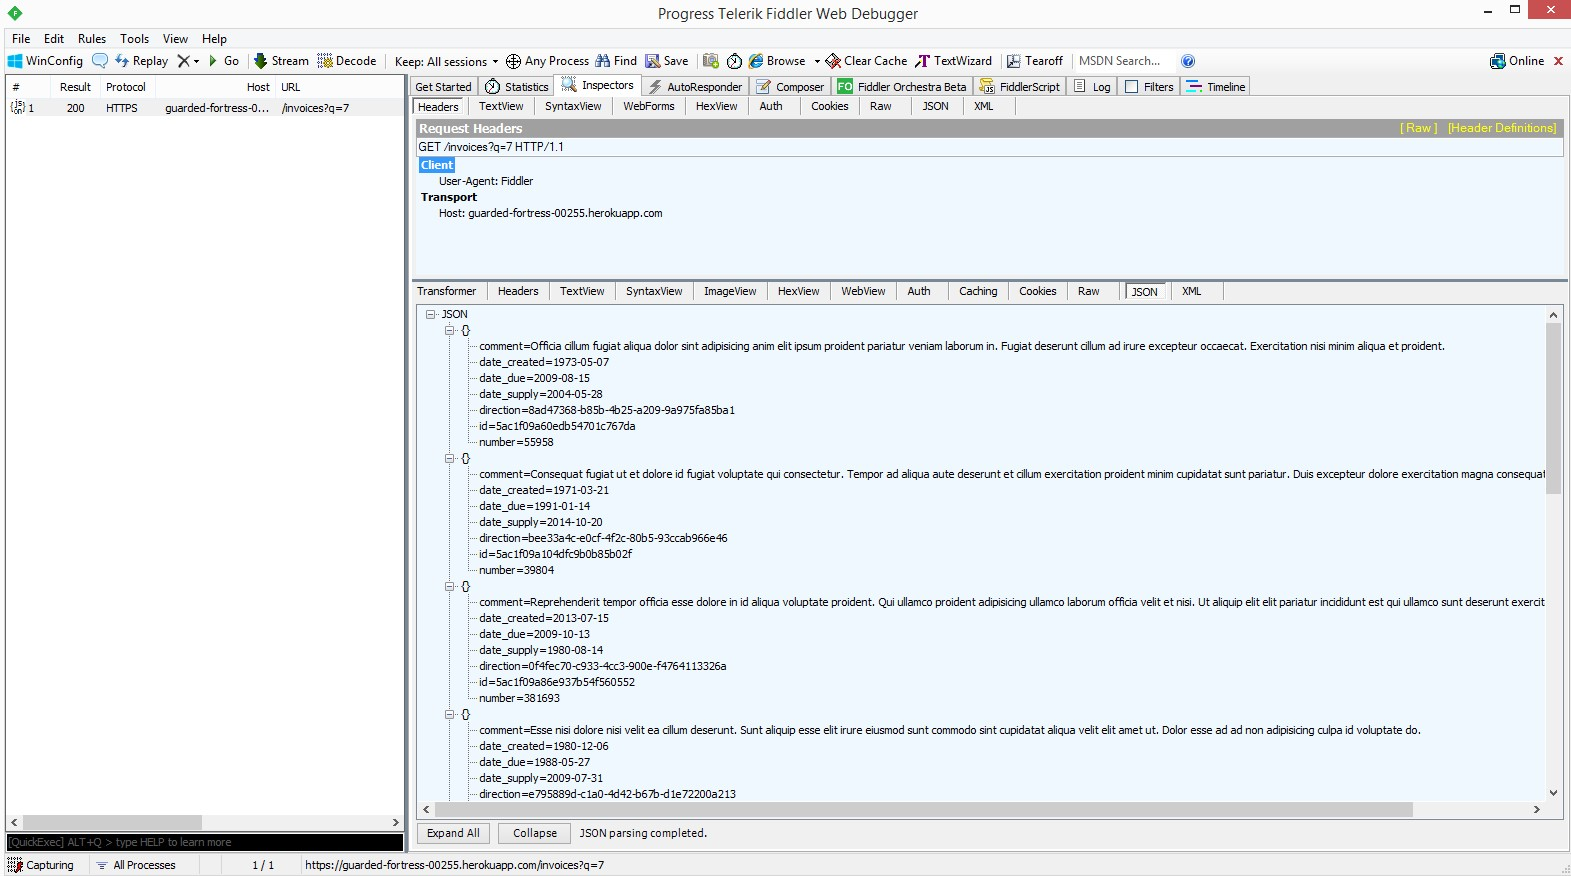 Progress Telerik Fiddler Web Debugger
File Edit Rules Tools View Help
WinConfig Replay Go Stream Decode Keep: All sessions Any Process Find Save Browse Clear Cache TextWizard Tearoff MSDN Search... Online
# Result Protocol Host URL
1 200 HTTPS guarded-fortress-0... /invoices?q=7
Get Started Statistics Inspectors AutoResponder Composer FO Fiddler Orchestra Beta FiddlerScript Log Filters Timeline
Headers TextView SyntaxView WebForms HexView Auth Cookies Raw JSON XML
Request Headers [ Raw ] [Header Definitions]
GET /invoices?q=7 HTTP/1.1
Client
User-Agent: Fiddler
Transport
Host: guarded-fortress-00255.herokuapp.com
Transformer Headers TextView SyntaxView ImageView HexView WebView Auth Caching Cookies Raw JSON XML
JSON
{}
comment=Officia cillum fugiat aliqua dolor sint adipisicing anim elit ipsum proident pariatur veniam laborum in. Fugiat deserunt cillum ad irure excepteur occaecat. Exercitation nisi minim aliqua et proident.
date_created=1973-05-07
date_due=2009-08-15
date_supply=2004-05-28
direction=8ad47368-b85b-4b25-a209-9a975fa85ba1
id=5ac1f09a60edb54701c767da
number=55958
{}
comment=Consequat fugiat ut et dolore id fugiat voluptate qui consectetur. Tempor ad aliqua aute deserunt et cillum exercitation proident minim cupidatat sunt pariatur. Duis excepteur dolore exercitation magna consequat
date_created=1971-03-21
date_due=1991-01-14
date_supply=2014-10-20
direction=bee33a4c-e0cf-4f2c-80b5-93ccab966e46
id=5ac1f09a104dfc9b0b85b02f
number=39804
{}
comment=Reprehenderit tempor officia esse dolore in id aliqua voluptate proident. Qui ullamco proident adipisicing ullamco laborum officia velit et nisi. Ut aliquip elit elit pariatur incididunt est qui ullamco sunt deserunt exercit
date_created=2013-07-15
date_due=2009-10-13
date_supply=1980-08-14
direction=0f4fec70-c933-4cc3-900e-f4764113326a
id=5ac1f09a86e937b54f560552
number=381693
{}
comment=Esse nisi dolore nisi velit ea cillum deserunt. Sunt aliquip esse elit irure eiusmod sunt commodo sint cupidatat aliqua velit elit amet ut. Dolor esse ad ad non adipisicing culpa id voluptate do.
date_created=1980-12-06
date_due=1988-05-27
date_supply=2009-07-31
direction=e795889d-c1a0-4d42-b67b-d1e72200a213
Expand All Collapse JSON parsing completed.
[QuickExec] ALT+Q > type HELP to learn more
Capturing All Processes 1 / 1 https://guarded-fortress-00255.herokuapp.com/invoices?q=7